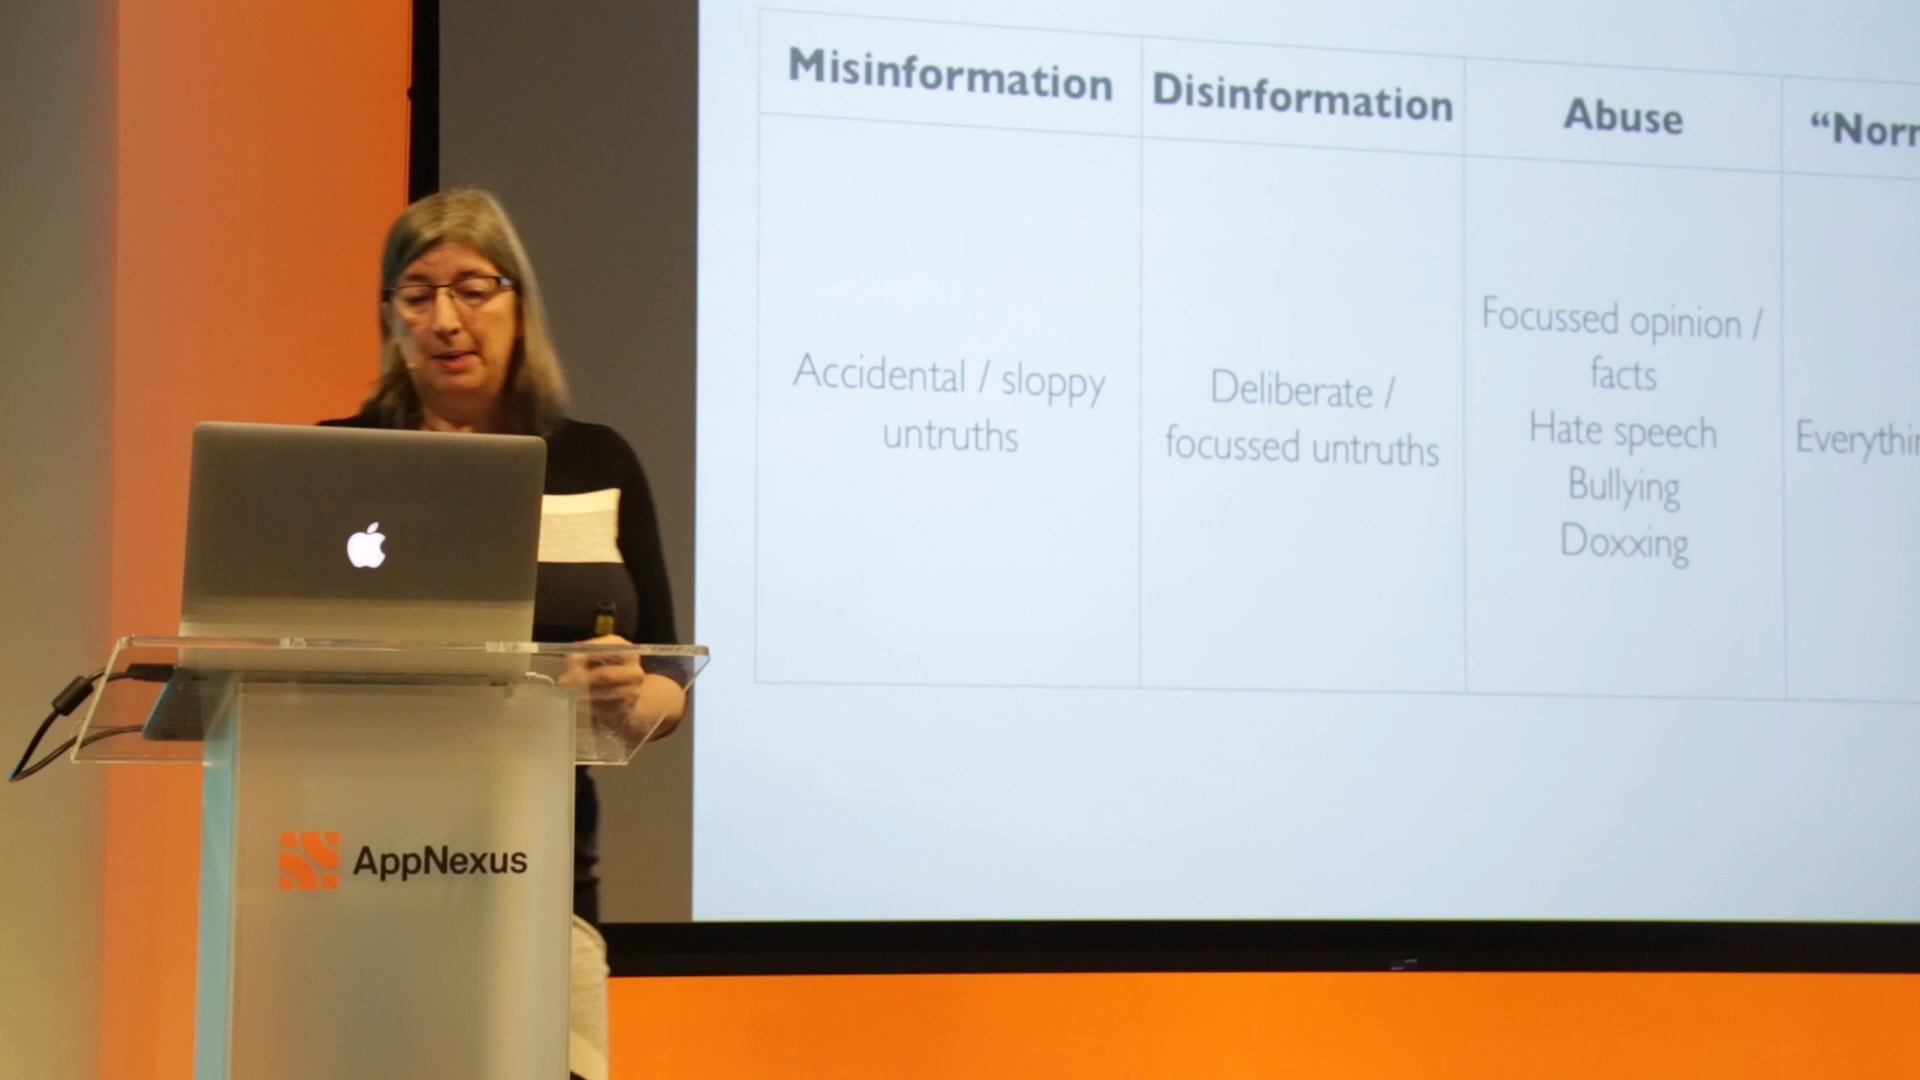 Misinformation
Disinformation
Abuse
Accidental / sloppy
untruths
Deliberate /
focussed untruths
Focussed opinion /
facts
Hate speech
Bullying
Doxxing
AppNexus